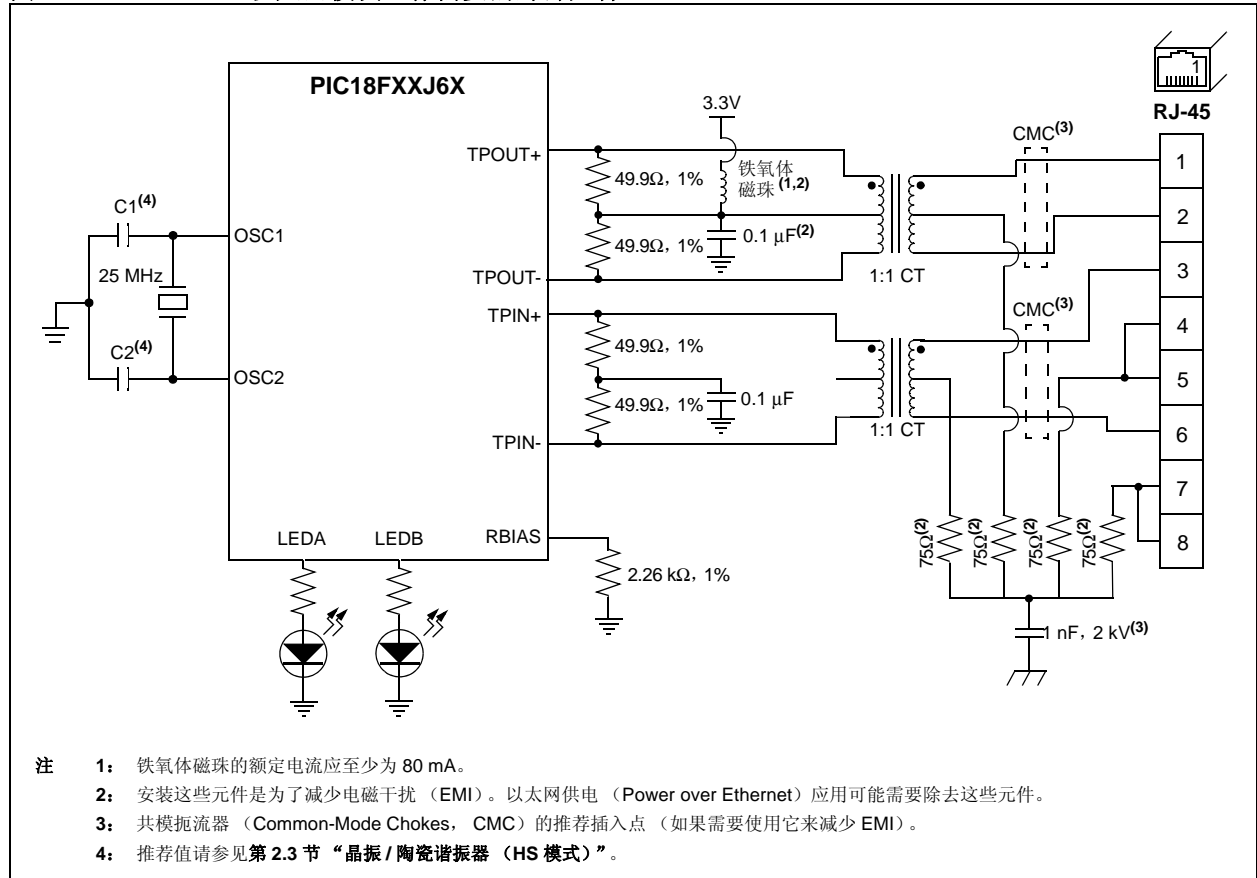 PIC18FXXJ6X
RJ-45
1
3.3V
CMC(3)
TPOUT+
49.9Ω，1%
铁氧体
磁珠 (1,2)
1
C1(4)
OSC1
49.9Ω，1%
0.1 μF(2)
2
25 MHz
TPOUT-
1:1 CT
3
TPIN+
CMC(3)
4
C2(4)
49.9Ω，1%
OSC2
5
49.9Ω，1%
0.1 μF
TPIN-
1:1 CT
6
7
LEDA
LEDB
RBIAS
75Ω(2)
75Ω(2)
75Ω(2)
75Ω(2)
8
2.26 kΩ，1%
1 nF，2 kV(3)
注 1： 铁氧体磁珠的额定电流应至少为 80 mA。
2： 安装这些元件是为了减少电磁干扰 （EMI）。以太网供电 （Power over Ethernet）应用可能需要除去这些元件。
3： 共模扼流器 （Common-Mode Chokes， CMC）的推荐插入点 （如果需要使用它来减少 EMI）。
4： 推荐值请参见第 2.3 节 “晶振 / 陶瓷谐振器 （HS 模式）”。